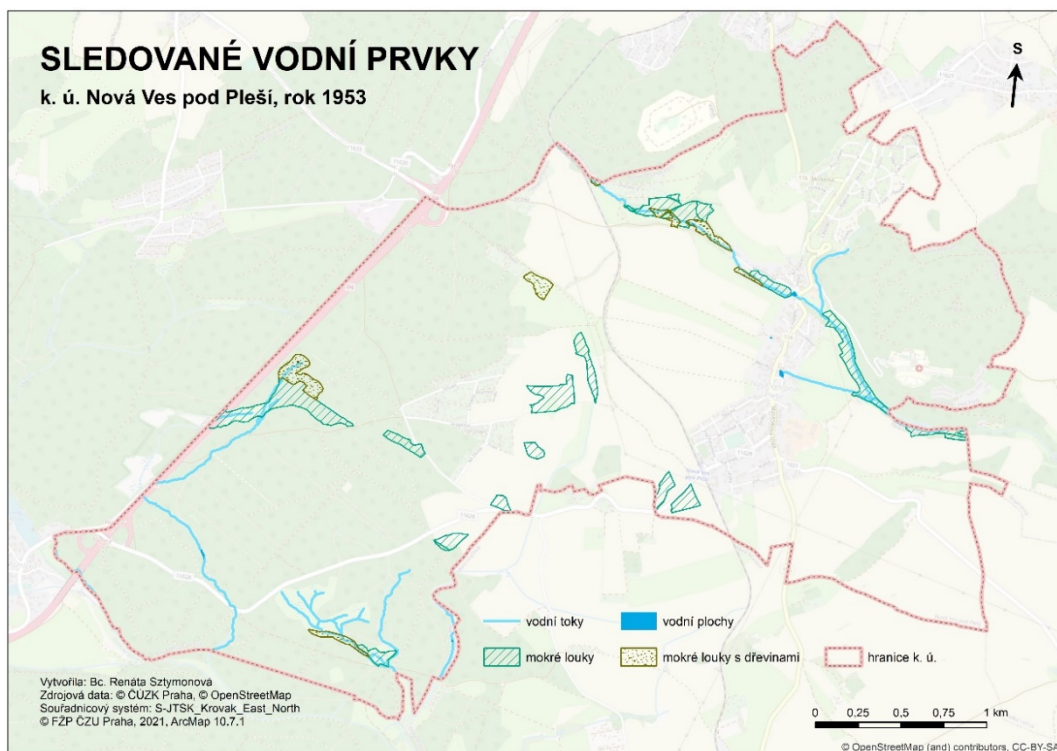 SLEDOVANÉ VODNÍ PRVKY
k. ú. Nová Ves pod Pleší, rok 1953
S
vodní toky
vodní plochy
mokré louky
mokré louky s dřevinami
hranice k. ú.
Vytvořila: Bc. Renáta Sztymonová
Zdrojová data: © ČÚZK Praha, © OpenStreetMap
Souřadnicový systém: S-JTSK_Krovak_East_North
© FŽP ČZU Praha, 2021, ArcMap 10.7.1
0 0,25 0,5 0,75 1 km
© OpenStreetMap (and) contributors, CC-BY-SA